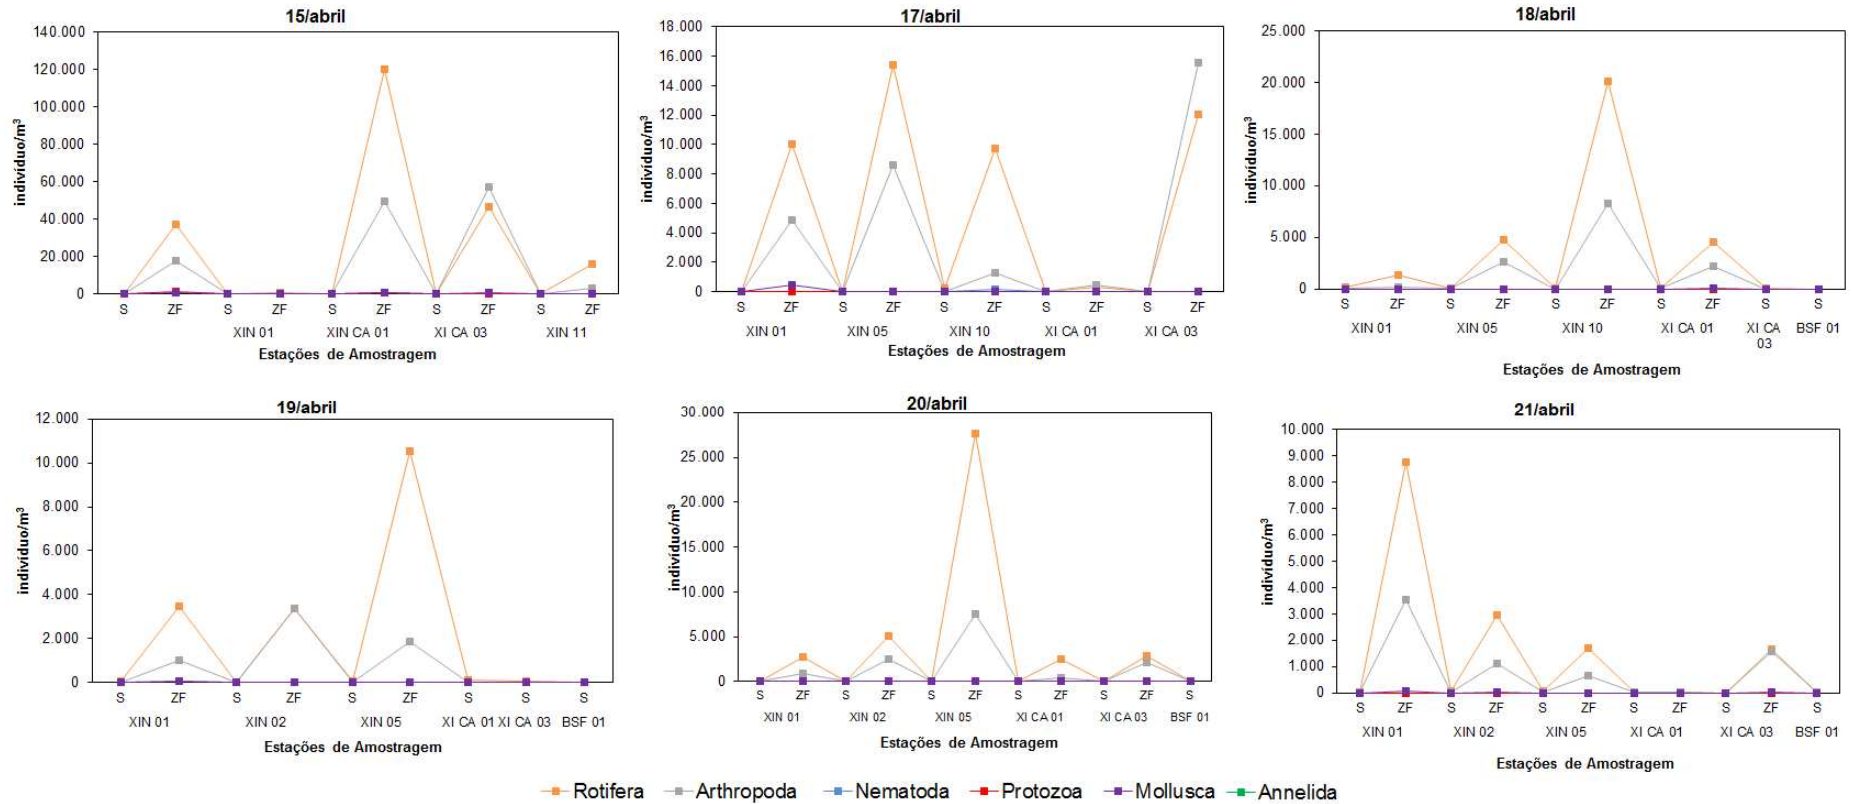 15/abril
140.000
120.000
100.000
80.000
60.000
40.000
20.000
0
indivíduo/m³
S ZF S ZF S ZF S ZF S ZF
XIN 01 XIN CA 01 XI CA 03 XIN 11
Estações de Amostragem
17/abril
18.000
16.000
14.000
12.000
10.000
8.000
6.000
4.000
2.000
0
indivíduo/m³
S ZF S ZF S ZF S ZF S ZF
XIN 01 XIN 05 XIN 10 XI CA 01 XI CA 03
Estações de Amostragem
18/abril
25.000
20.000
15.000
10.000
5.000
0
indivíduo/m³
S ZF S ZF S ZF S ZF S S
XIN 01 XIN 05 XIN 10 XI CA 01 XI CA BSF 01
03
Estações de Amostragem
19/abril
12.000
10.000
8.000
6.000
4.000
2.000
0
indivíduo/m³
S ZF S ZF S ZF S S S
XIN 01 XIN 02 XIN 05 XI CA 01 XI CA 03 BSF 01
Estações de Amostragem
20/abril
30.000
25.000
20.000
15.000
10.000
5.000
0
indivíduo/m³
S ZF S ZF S ZF S ZF S ZF S
XIN 01 XIN 02 XIN 05 XI CA 01 XI CA 03 BSF 01
Estações de Amostragem
21/abril
10.000
9.000
8.000
7.000
6.000
5.000
4.000
3.000
2.000
1.000
0
indivíduo/m³
S ZF S ZF S ZF S ZF S ZF S
XIN 01 XIN 02 XIN 05 XI CA 01 XI CA 03 BSF 01
Estações de Amostragem
Rotifera Arthropoda Nematoda Protozoa Mollusca Annelida